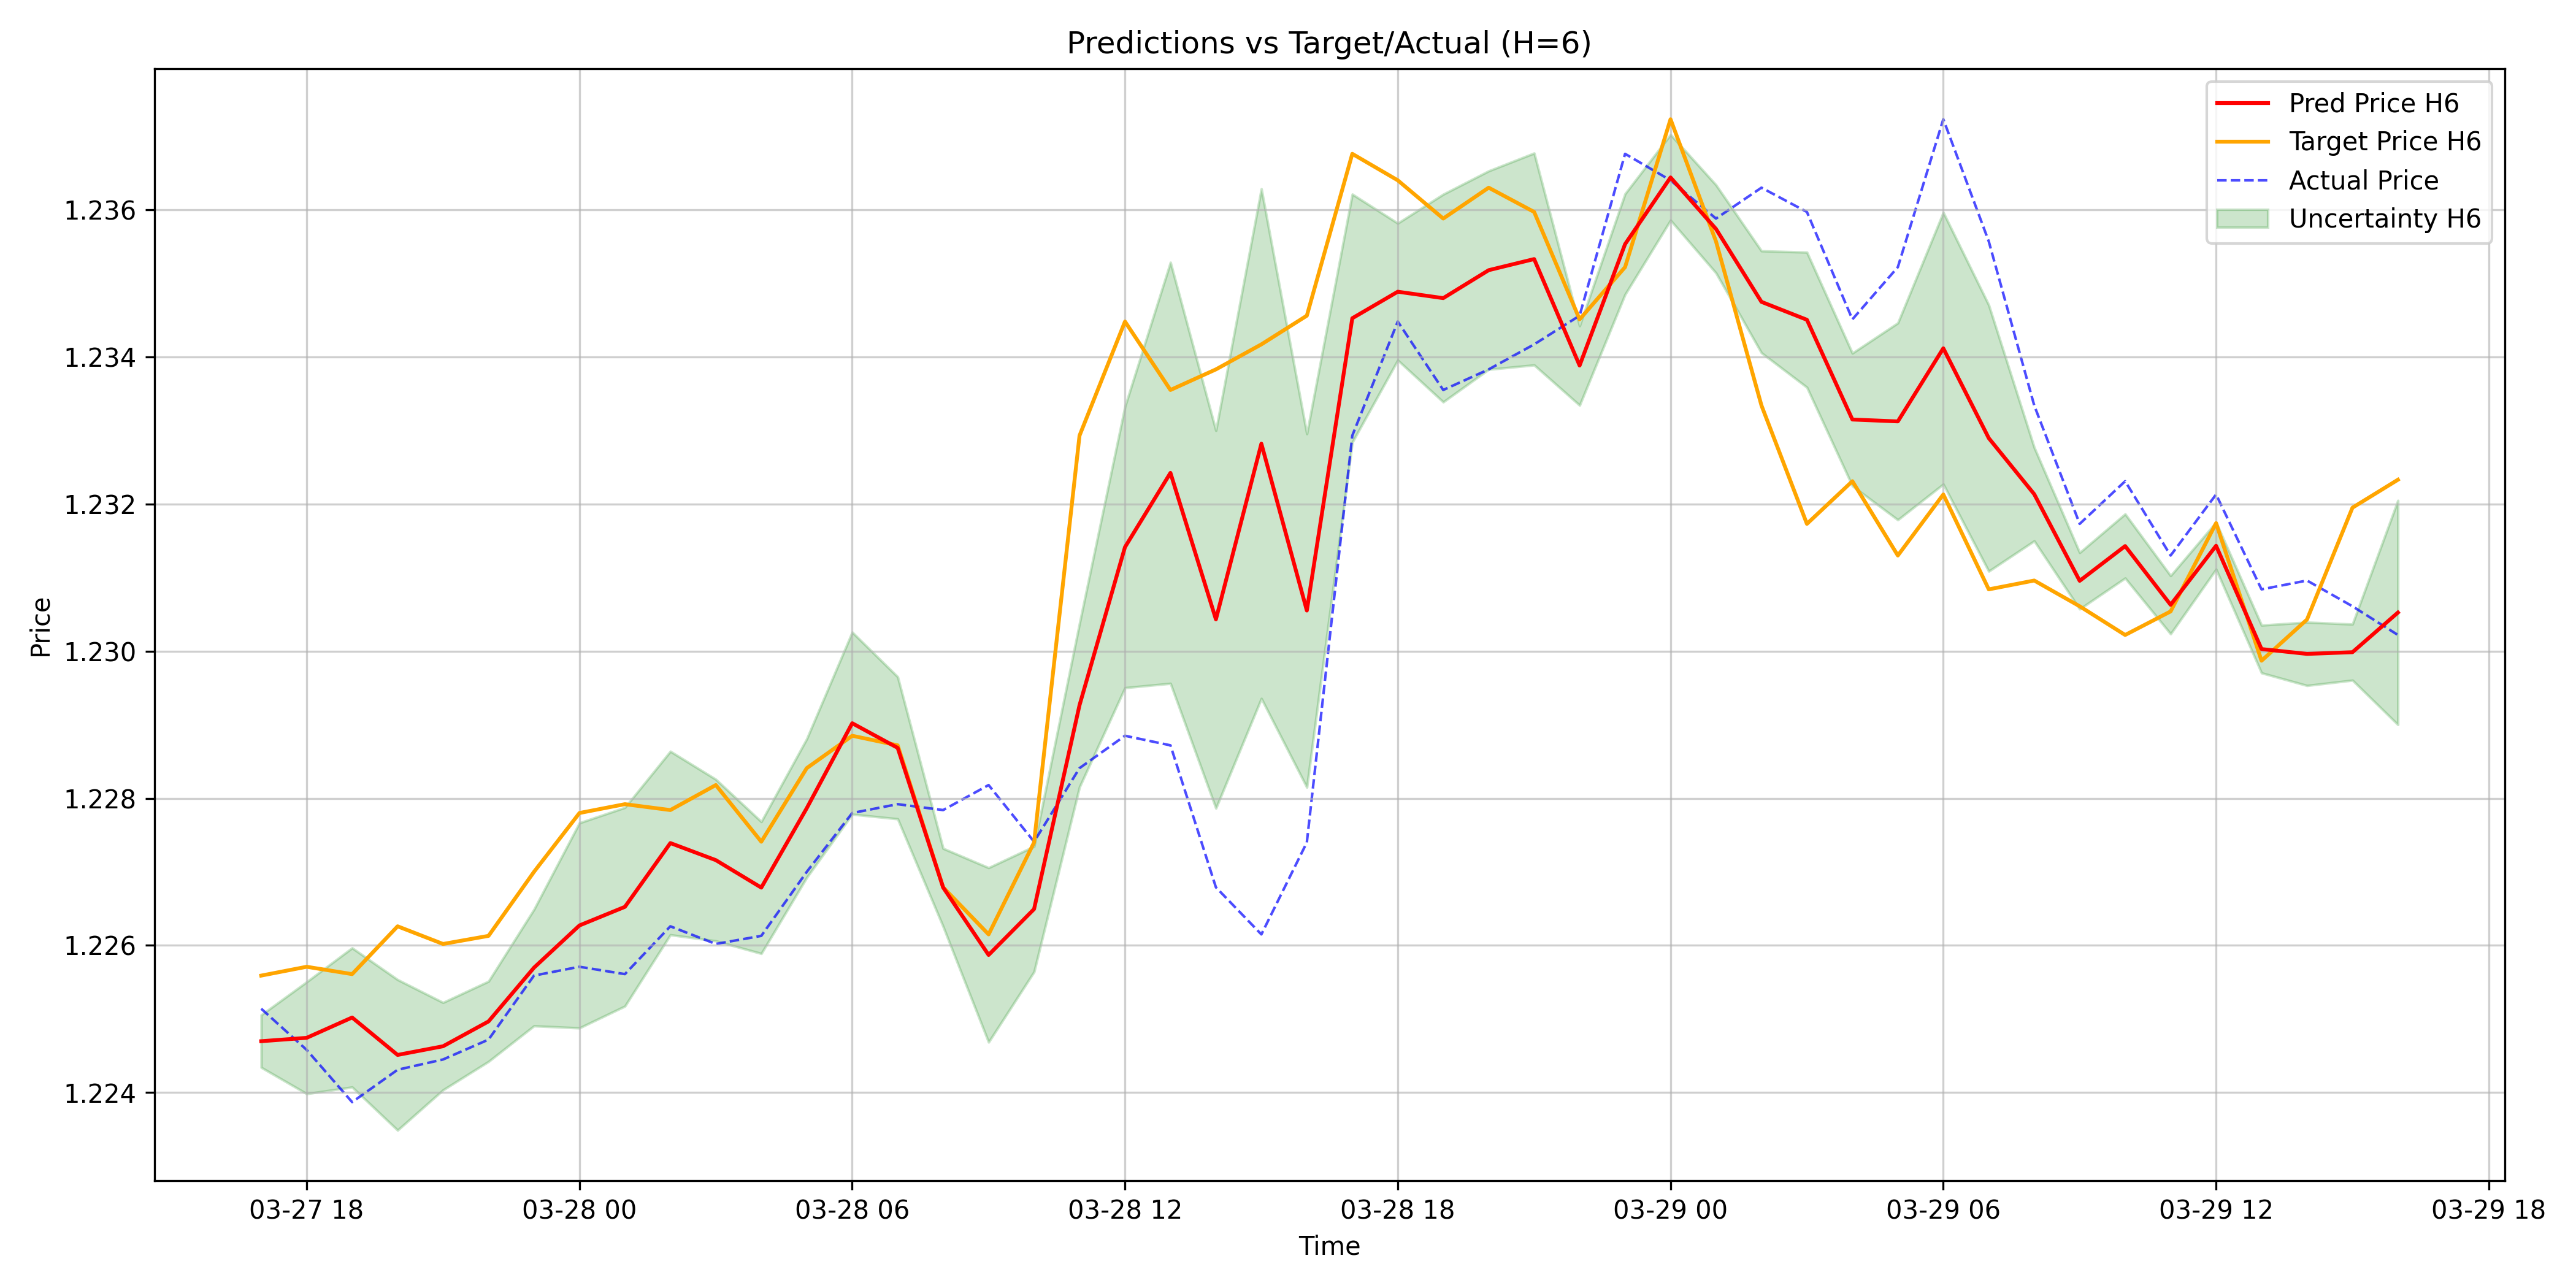 Predictions vs Target/Actual (H=6)
Pred Price H6
Target Price H6
Actual Price
Uncertainty H6
Price
1.236
1.234
1.232
1.230
1.228
1.226
1.224
03-27 18
03-28 00
03-28 06
03-28 12
03-28 18
03-29 00
03-29 06
03-29 12
03-29 18
Time